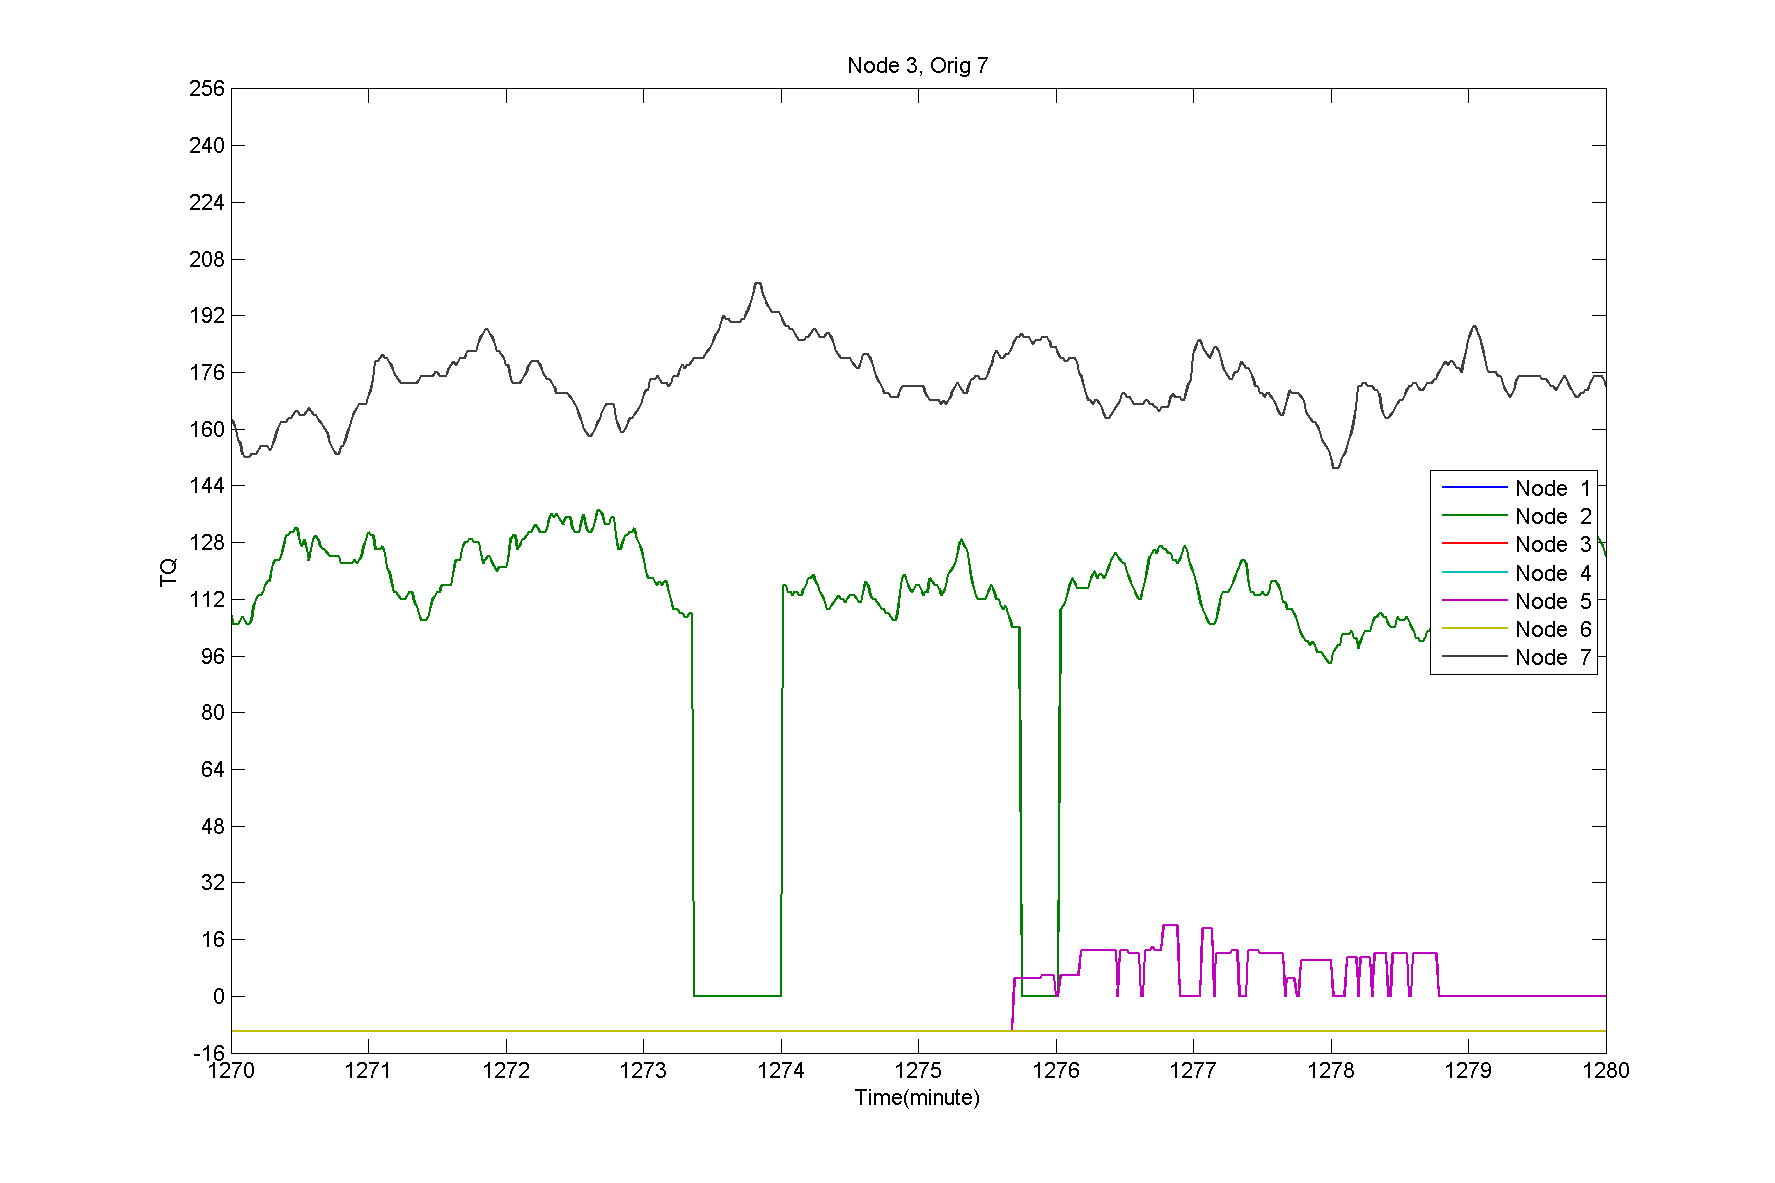 Node 3, Orig 7
256
240
224
208
192
176
160
144
128
112
96
80
64
48
32
16
0
-16
TQ
Node 1
Node 2
Node 3
Node 4
Node 5
Node 6
Node 7
1270 1271 1272 1273 1274 1275 1276 1277 1278 1279 1280
Time(minute)